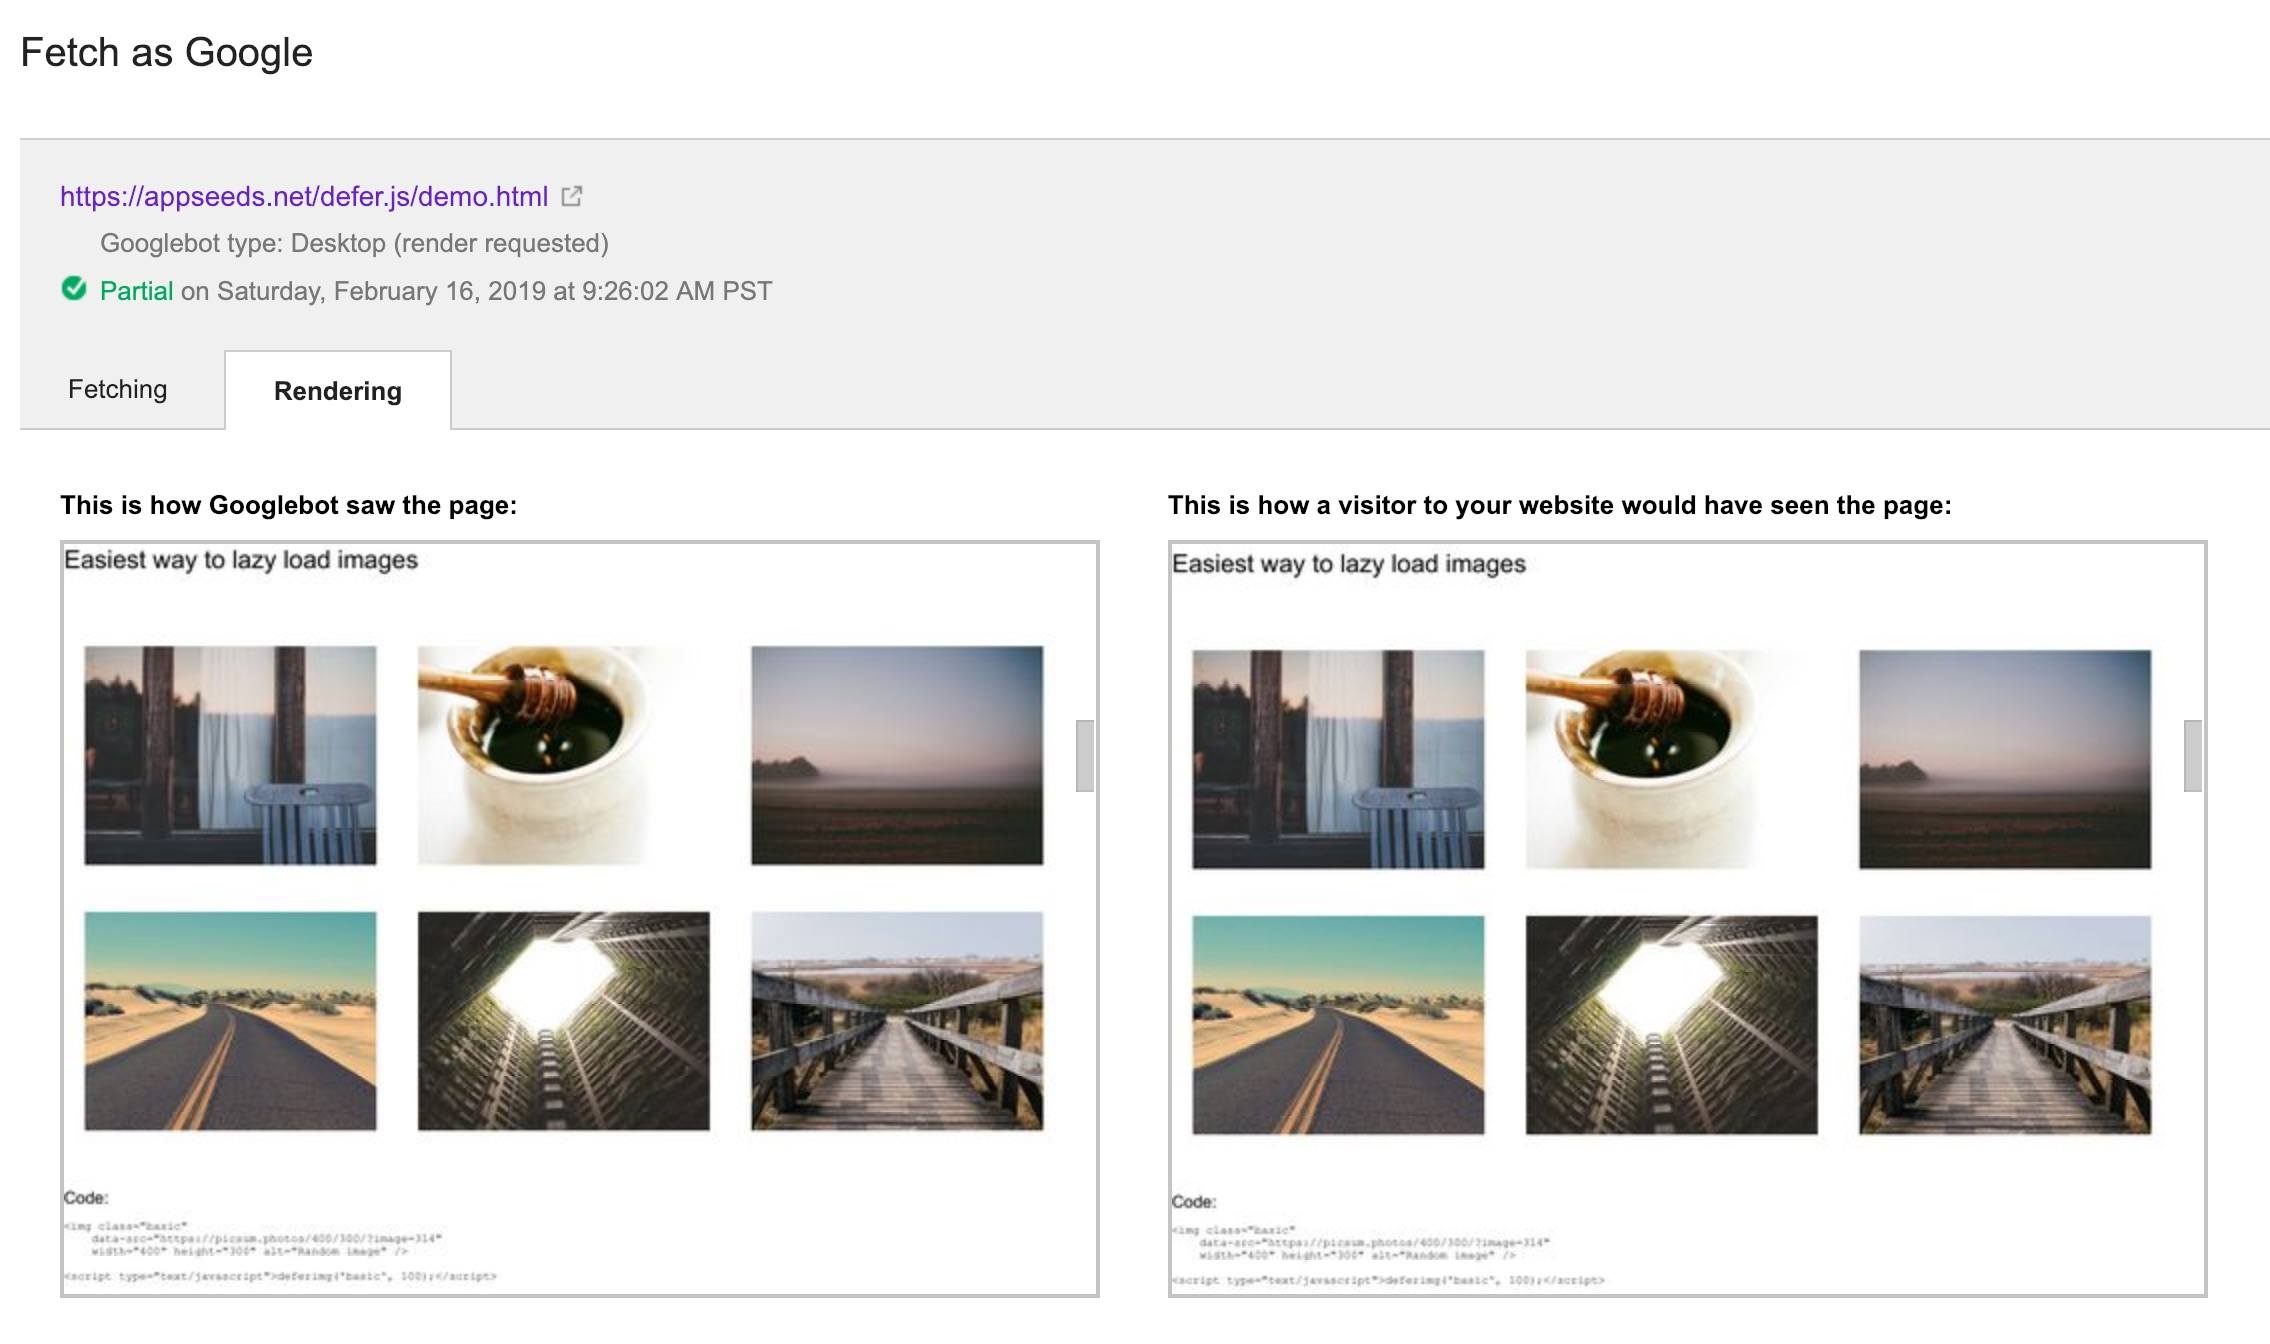 Fetch as Google
https://appseeds.net/defer.js/demo.html
Googlebot type: Desktop (render requested)
Partial on Saturday, February 16, 2019 at 9:26:02 AM PST
Fetching
Rendering
This is how Googlebot saw the page:
Easiest way to lazy load images
Code:
<img class="basic"
data-src="https://picsum.photos/400/300/?image=314"
width="400" height="300" alt="Random image" />
<script type="text/javascript">deferimg('basic', 100);</script>
This is how a visitor to your website would have seen the page:
Easiest way to lazy load images
Code:
<img class="basic"
data-src="https://picsum.photos/400/300/?image=314"
width="400" height="300" alt="Random image" />
<script type="text/javascript">deferimg('basic', 100);</script>